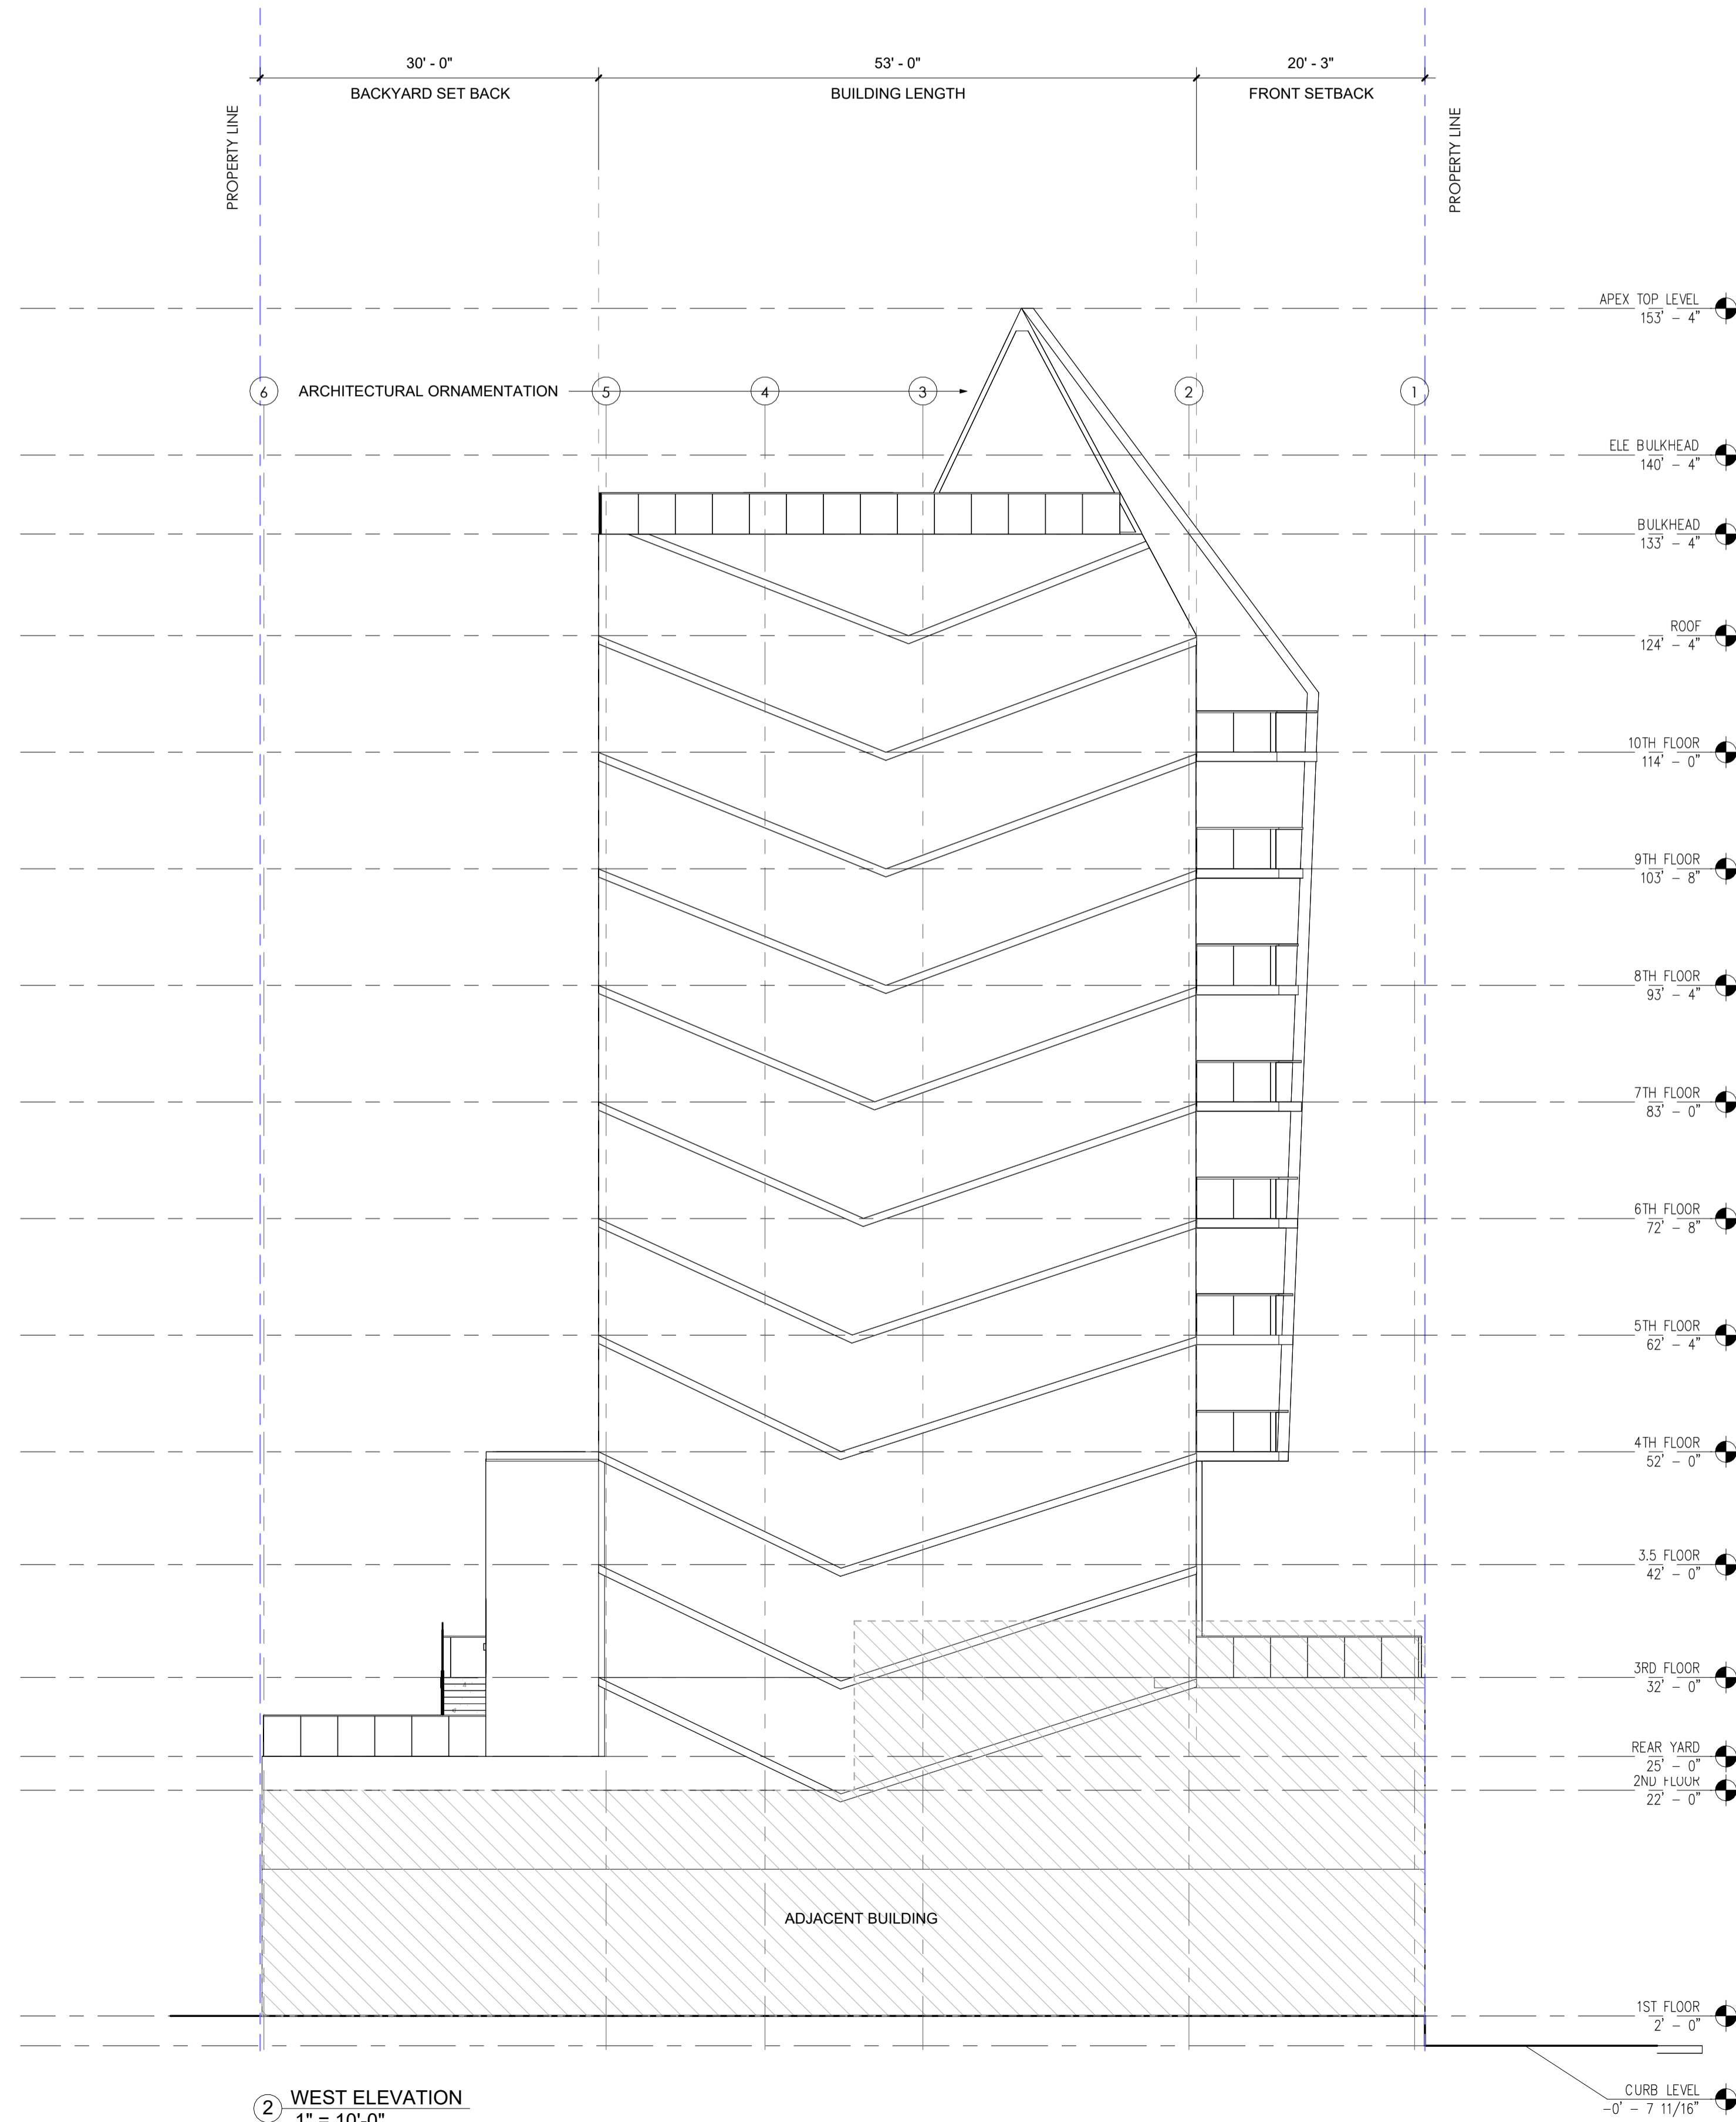 30' - 0"
53' - 0"
20' - 3"
BACKYARD SET BACK
BUILDING LENGTH
FRONT SETBACK
PROPERTY LINE
PROPERTY LINE
APEX TOP LEVEL
153' - 4"
6
ARCHITECTURAL ORNAMENTATION
5
4
3
2
1
ELE BULKHEAD
140' - 4"
BULKHEAD
133' - 4"
ROOF
124' - 4"
10TH FLOOR
114' - 0"
9TH FLOOR
103' - 8"
8TH FLOOR
93' - 4"
7TH FLOOR
83' - 0"
6TH FLOOR
72' - 8"
5TH FLOOR
62' - 4"
4TH FLOOR
52' - 0"
3.5 FLOOR
42' - 0"
3RD FLOOR
32' - 0"
REAR YARD
25' - 0"
2ND FLOOR
22' - 0"
ADJACENT BUILDING
1ST FLOOR
2' - 0"
CURB LEVEL
-0' - 7 11/16"
2 WEST ELEVATION
1" = 10'-0"